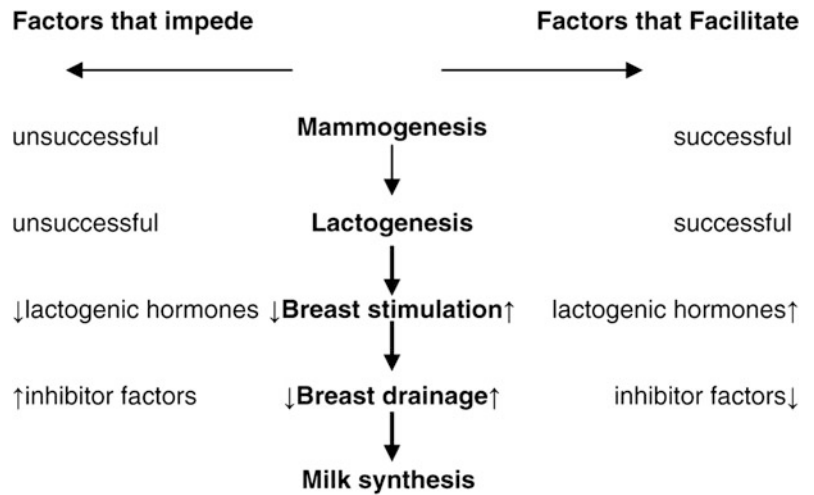 Factors that impede Factors that Facilitate
unsuccessful Mammogenesis successful
unsuccessful Lactogenesis successful
↓lactogenic hormones ↓Breast stimulation↑ lactogenic hormones↑
↑inhibitor factors ↓Breast drainage↑ inhibitor factors↓
Milk synthesis